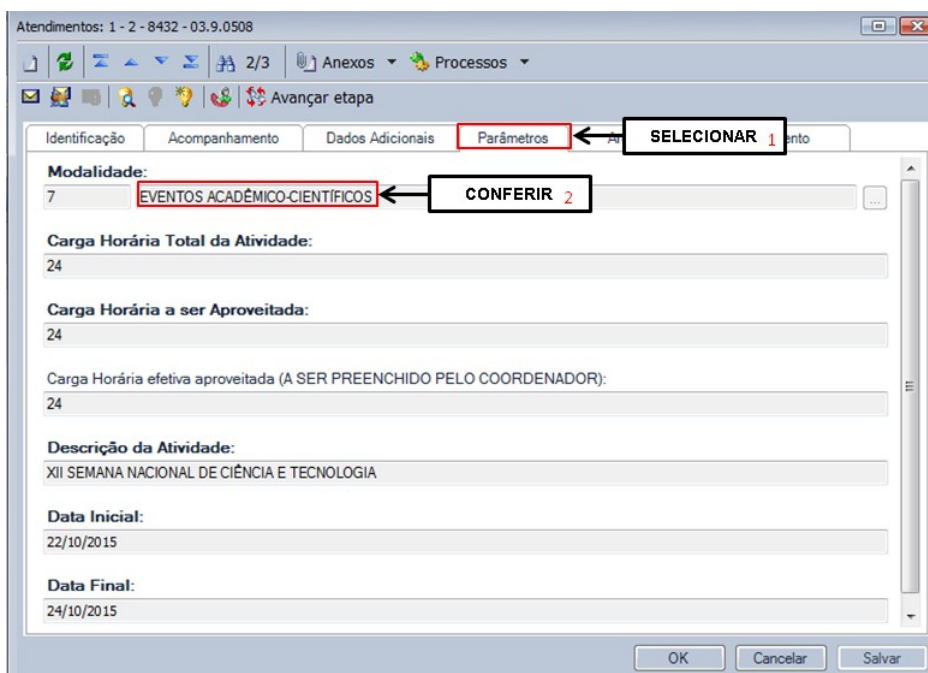 Atendimentos: 1 - 2 - 8432 - 03.9.0508
2/3 Anexos Processos
Avançar etapa
Identificação Acompanhamento Dados Adicionais Parâmetros SELECIONAR 1
Modalidade:
7 EVENTOS ACADÊMICO-CIENTÍFICOS CONFERIR 2 ...
Carga Horária Total da Atividade:
24
Carga Horária a ser Aproveitada:
24
Carga Horária efetiva aproveitada (A SER PREENCHIDO PELO COORDENADOR):
24
Descrição da Atividade:
XII SEMANA NACIONAL DE CIÊNCIA E TECNOLOGIA
Data Inicial:
22/10/2015
Data Final:
24/10/2015
OK Cancelar Salvar